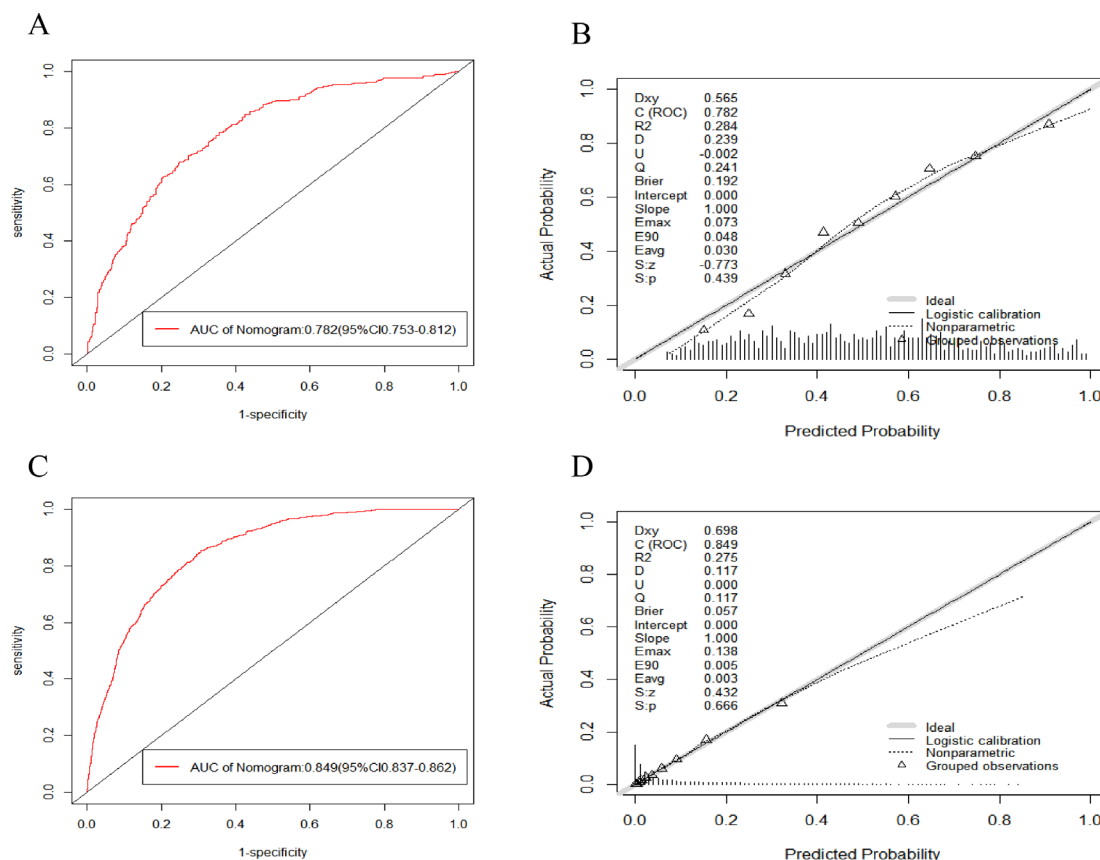 A
1.0
0.8
0.6
0.4
0.2
0.0
sensitivity
AUC of Nomogram:0.782(95%CI0.753-0.812)
0.0 0.2 0.4 0.6 0.8 1.0
1-specificity
B
1.0
0.8
0.6
0.4
0.2
0.0
Actual Probability
Dxy 0.565
C (ROC) 0.782
R2 0.284
D 0.239
U -0.002
Q 0.241
Brier 0.192
Intercept 0.000
Slope 1.000
Emax 0.073
E90 0.048
Eavg 0.030
S:z -0.773
S:p 0.439
Ideal
Logistic calibration
Nonparametric
Grouped observations
0.0 0.2 0.4 0.6 0.8 1.0
Predicted Probability
C
1.0
0.8
0.6
0.4
0.2
0.0
sensitivity
AUC of Nomogram:0.849(95%CI0.837-0.862)
0.0 0.2 0.4 0.6 0.8 1.0
1-specificity
D
1.0
0.8
0.6
0.4
0.2
0.0
Actual Probability
Dxy 0.698
C (ROC) 0.849
R2 0.275
D 0.117
U 0.000
Q 0.117
Brier 0.057
Intercept 0.000
Slope 1.000
Emax 0.138
E90 0.005
Eavg 0.003
S:z 0.432
S:p 0.666
Ideal
Logistic calibration
Nonparametric
Grouped observations
0.0 0.2 0.4 0.6 0.8 1.0
Predicted Probability